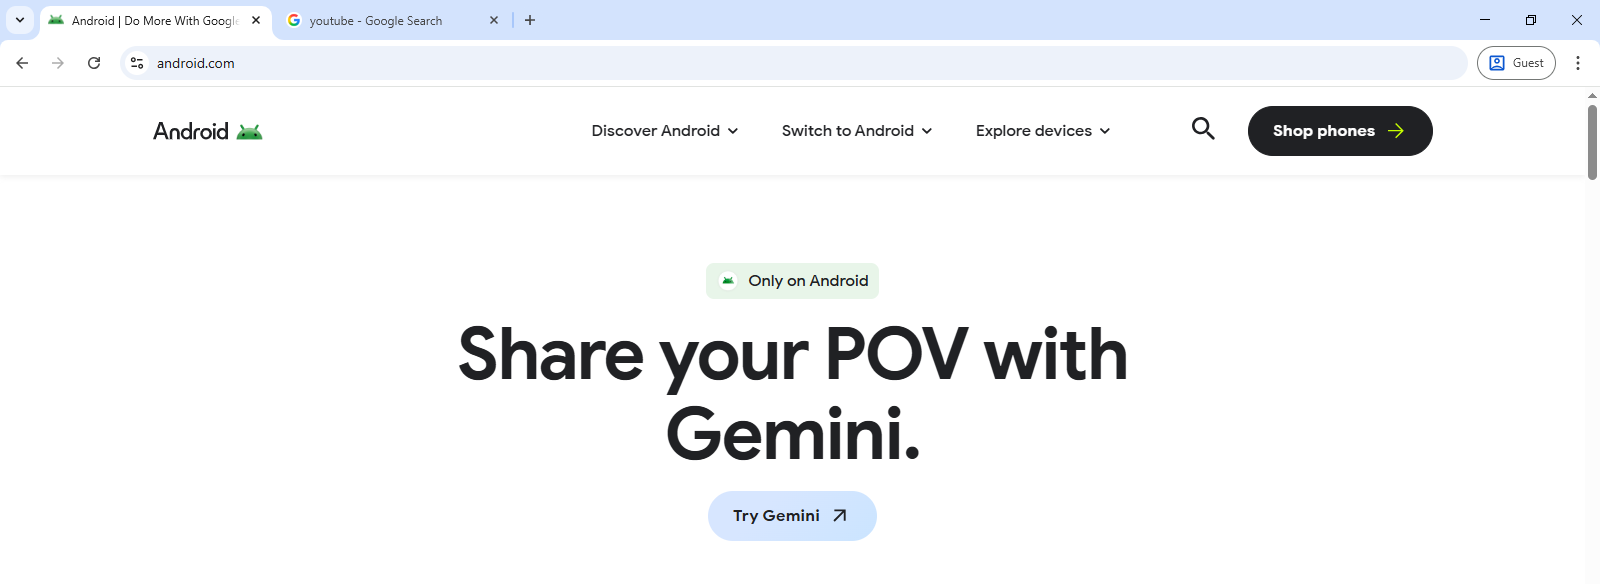 Android | Do More With Google
youtube - Google Search
android.com
Guest
Android
Discover Android
Switch to Android
Explore devices
Shop phones
Only on Android
Share your POV with
Gemini.
Try Gemini